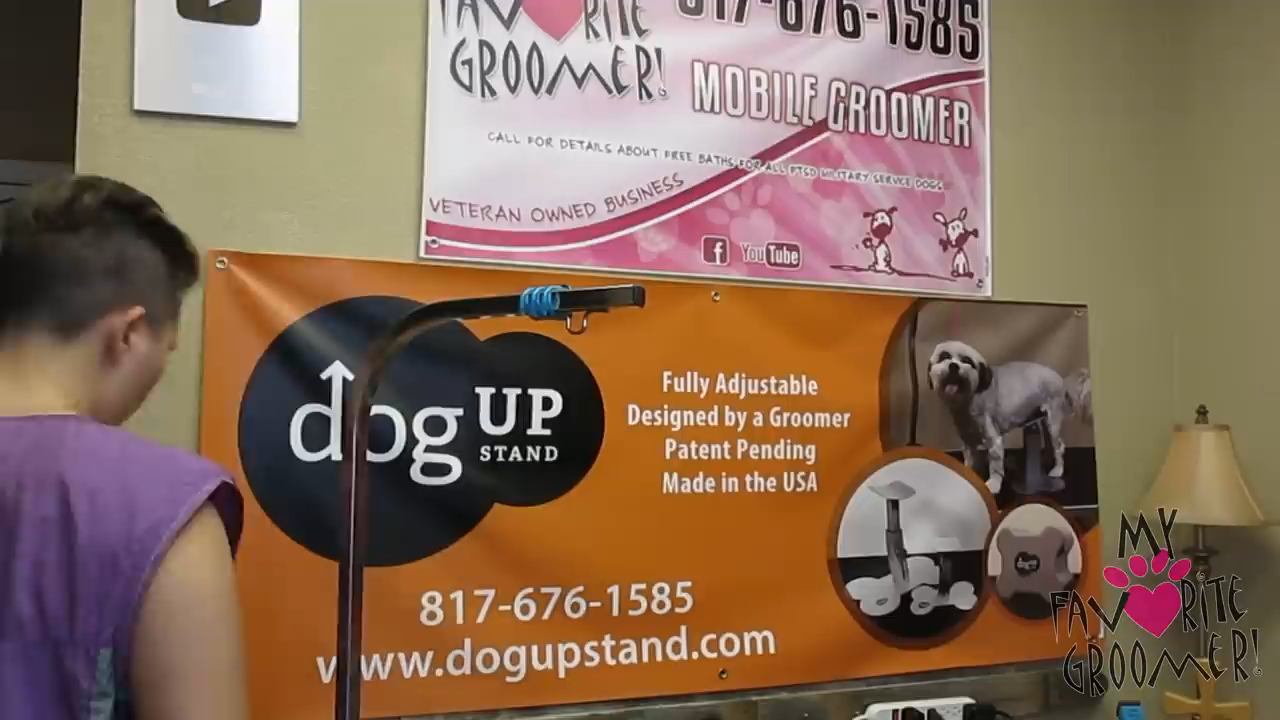 FAVORITE
GROOMER!
817-676-1585
MOBILE GROOMER
CALL FOR DETAILS ABOUT FREE BATHS FOR ALL PTSD MILITARY SERVICE DOGS
VETERAN OWNED BUSINESS
f YouTube
dog UP
STAND
Fully Adjustable
Designed by a Groomer
Patent Pending
Made in the USA
817-676-1585
www.dogupstand.com
MY
FAVORITE
GROOMER!